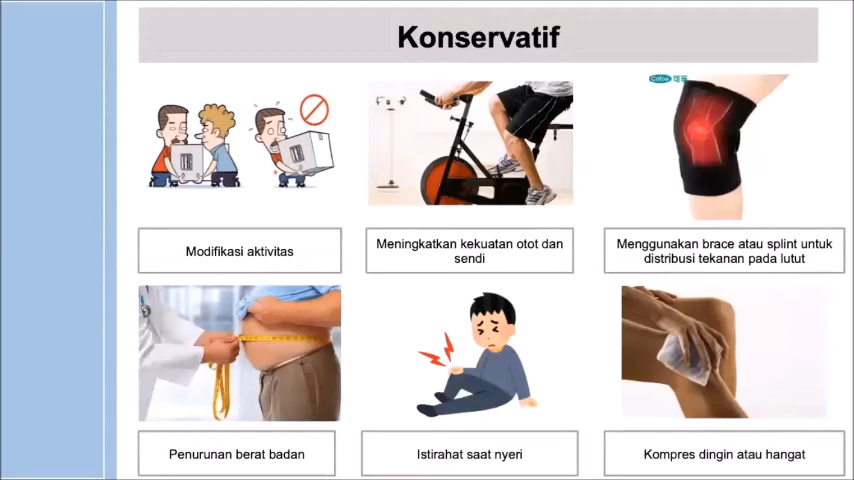 Konservatif
Cofoe
Modifikasi aktivitas
Meningkatkan kekuatan otot dan
sendi
Menggunakan brace atau splint untuk
distribusi tekanan pada lutut
Penurunan berat badan
Istirahat saat nyeri
Kompres dingin atau hangat